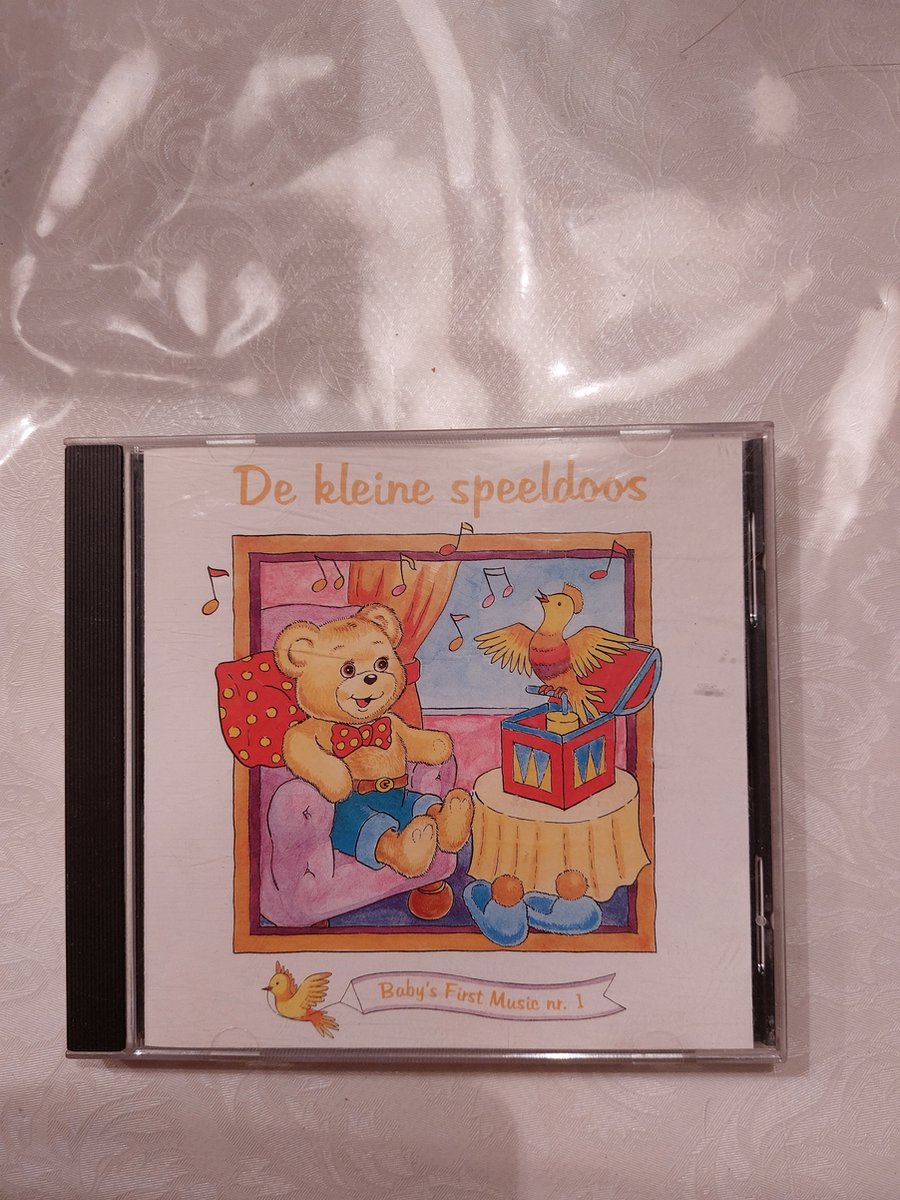 De kleine speeldoos
Baby's First Music nr. 1